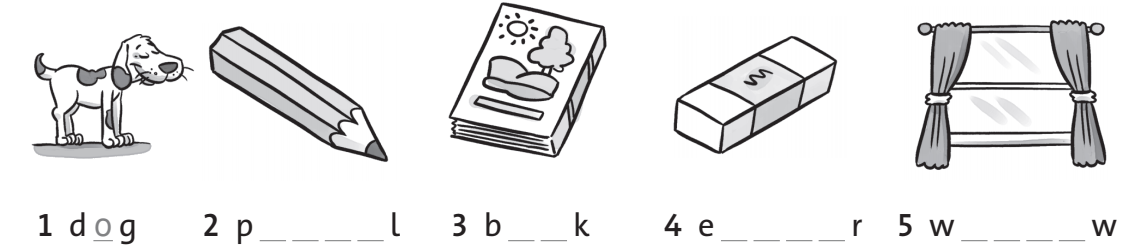 1 d o g 2 p _ _ _ _ l 3 b _ _ k 4 e _ _ _ _ r 5 w _ _ _ _ w